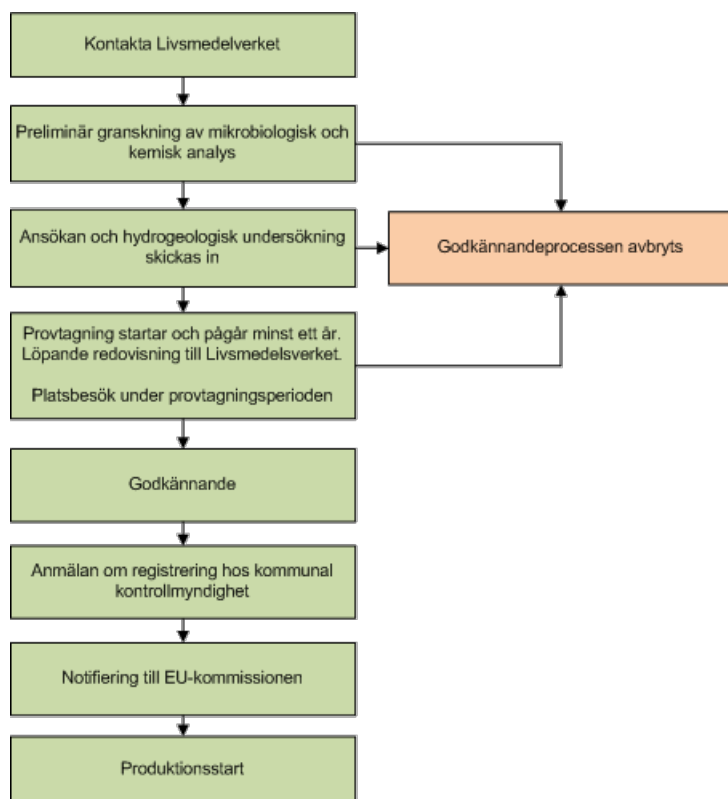 Kontakta Livsmedelverket
Preliminär granskning av mikrobiologisk och
kemisk analys
Ansökan och hydrogeologisk undersökning
skickas in
Godkännandeprocessen avbryts
Provtagning startar och pågår minst ett år.
Löpande redovisning till Livsmedelsverket.
Platsbesök under provtagningsperioden
Godkännande
Anmälan om registrering hos kommunal
kontrollmyndighet
Notifiering till EU-kommissionen
Produktionsstart